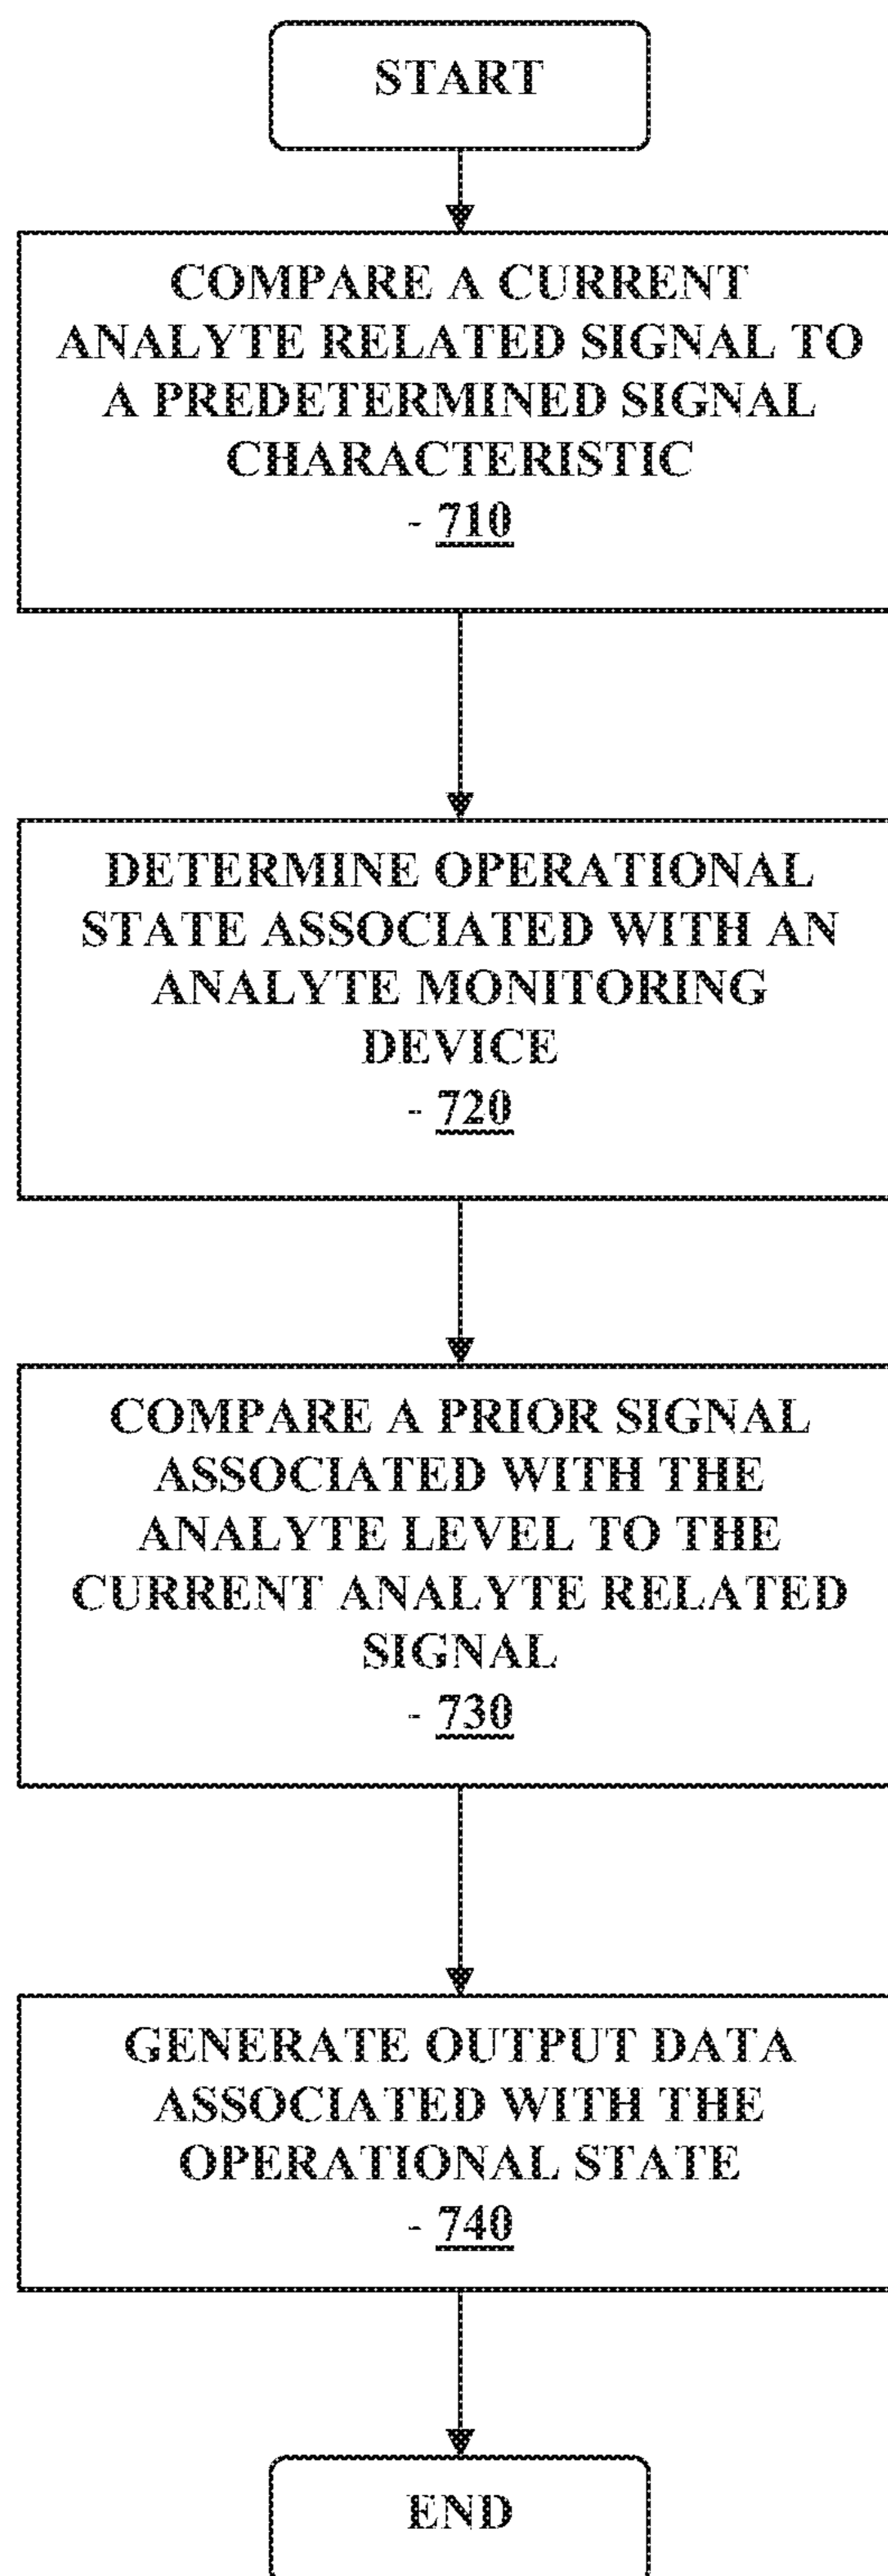 START
COMPARE A CURRENT
ANALYTE RELATED SIGNAL TO
A PREDETERMINED SIGNAL
CHARACTERISTIC
- 710
DETERMINE OPERATIONAL
STATE ASSOCIATED WITH AN
ANALYTE MONITORING
DEVICE
- 720
COMPARE A PRIOR SIGNAL
ASSOCIATED WITH THE
ANALYTE LEVEL TO THE
CURRENT ANALYTE RELATED
SIGNAL
- 730
GENERATE OUTPUT DATA
ASSOCIATED WITH THE
OPERATIONAL STATE
- 740
END